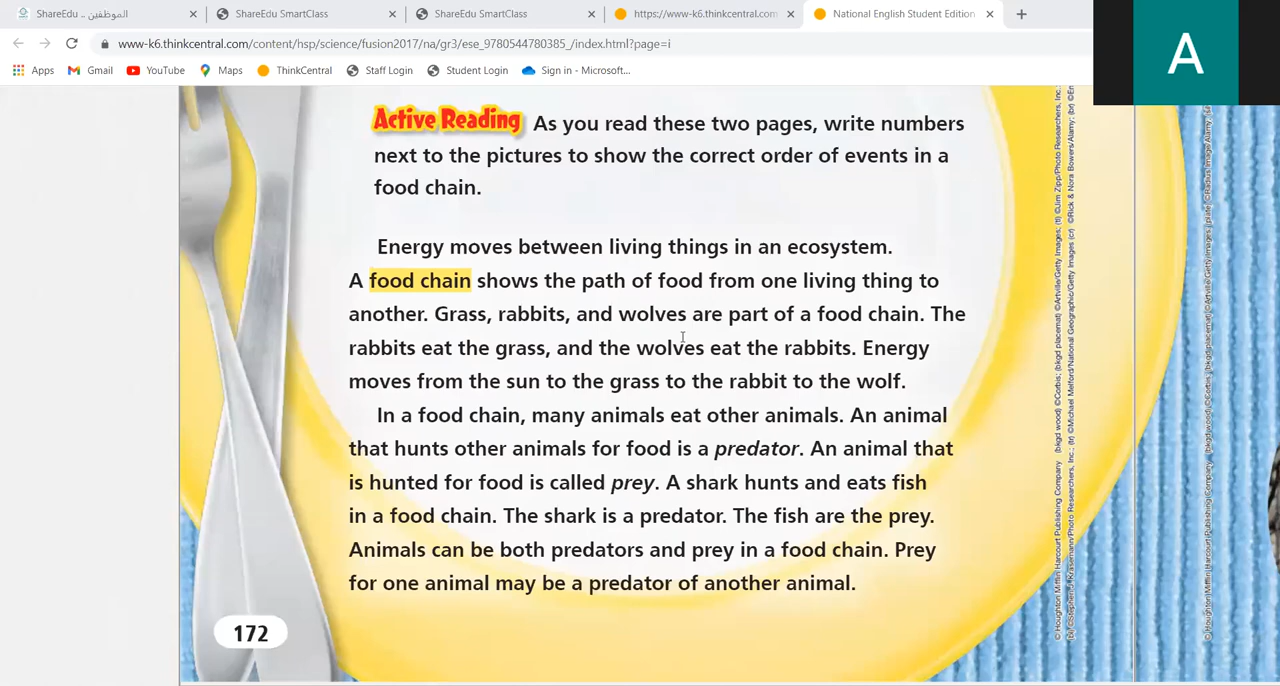 ShareEdu .. الموظفين
ShareEdu SmartClass
ShareEdu SmartClass
https://www-k6.thinkcentral.com
National English Student Edition
www-k6.thinkcentral.com/content/hsp/science/fusion2017/na/gr3/ese_9780544780385_/index.html?page=i
Apps
Gmail
YouTube
Maps
ThinkCentral
Staff Login
Student Login
Sign in - Microsoft...
A
Active Reading As you read these two pages, write numbers
next to the pictures to show the correct order of events in a
food chain.
Energy moves between living things in an ecosystem.
A food chain shows the path of food from one living thing to
another. Grass, rabbits, and wolves are part of a food chain. The
rabbits eat the grass, and the wolves eat the rabbits. Energy
moves from the sun to the grass to the rabbit to the wolf.
In a food chain, many animals eat other animals. An animal
that hunts other animals for food is a predator. An animal that
is hunted for food is called prey. A shark hunts and eats fish
in a food chain. The shark is a predator. The fish are the prey.
Animals can be both predators and prey in a food chain. Prey
for one animal may be a predator of another animal.
172
© Houghton Mifflin Harcourt Publishing Company
© Houghton Mifflin Harcourt Publishing Company